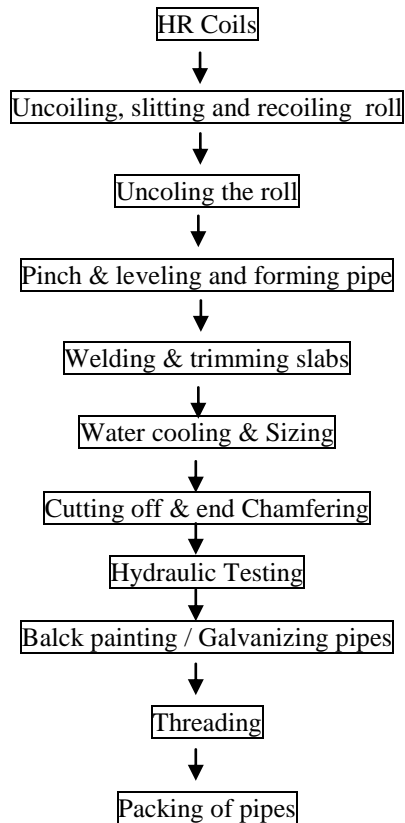 HR Coils
Uncoiling, slitting and recoiling roll
Uncoling the roll
Pinch & leveling and forming pipe
Welding & trimming slabs
Water cooling & Sizing
Cutting off & end Chamfering
Hydraulic Testing
Balck painting / Galvanizing pipes
Threading
Packing of pipes